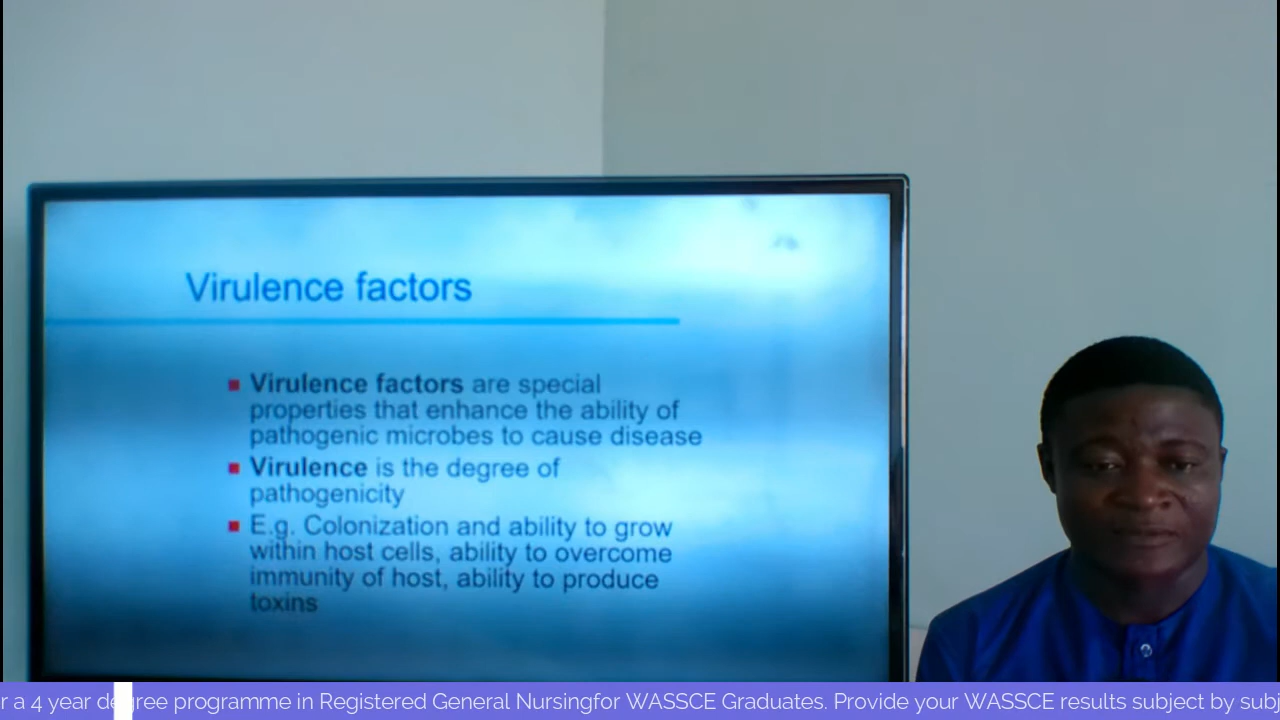 Virulence factors
Virulence factors are special
properties that enhance the ability of
pathogenic microbes to cause disease
Virulence is the degree of
pathogenicity
E.g. Colonization and ability to grow
within host cells, ability to overcome
immunity of host, ability to produce
toxins
r a 4 year de ree programme in Registered General Nursingfor WASSCE Graduates. Provide your WASSCE results subject by subj